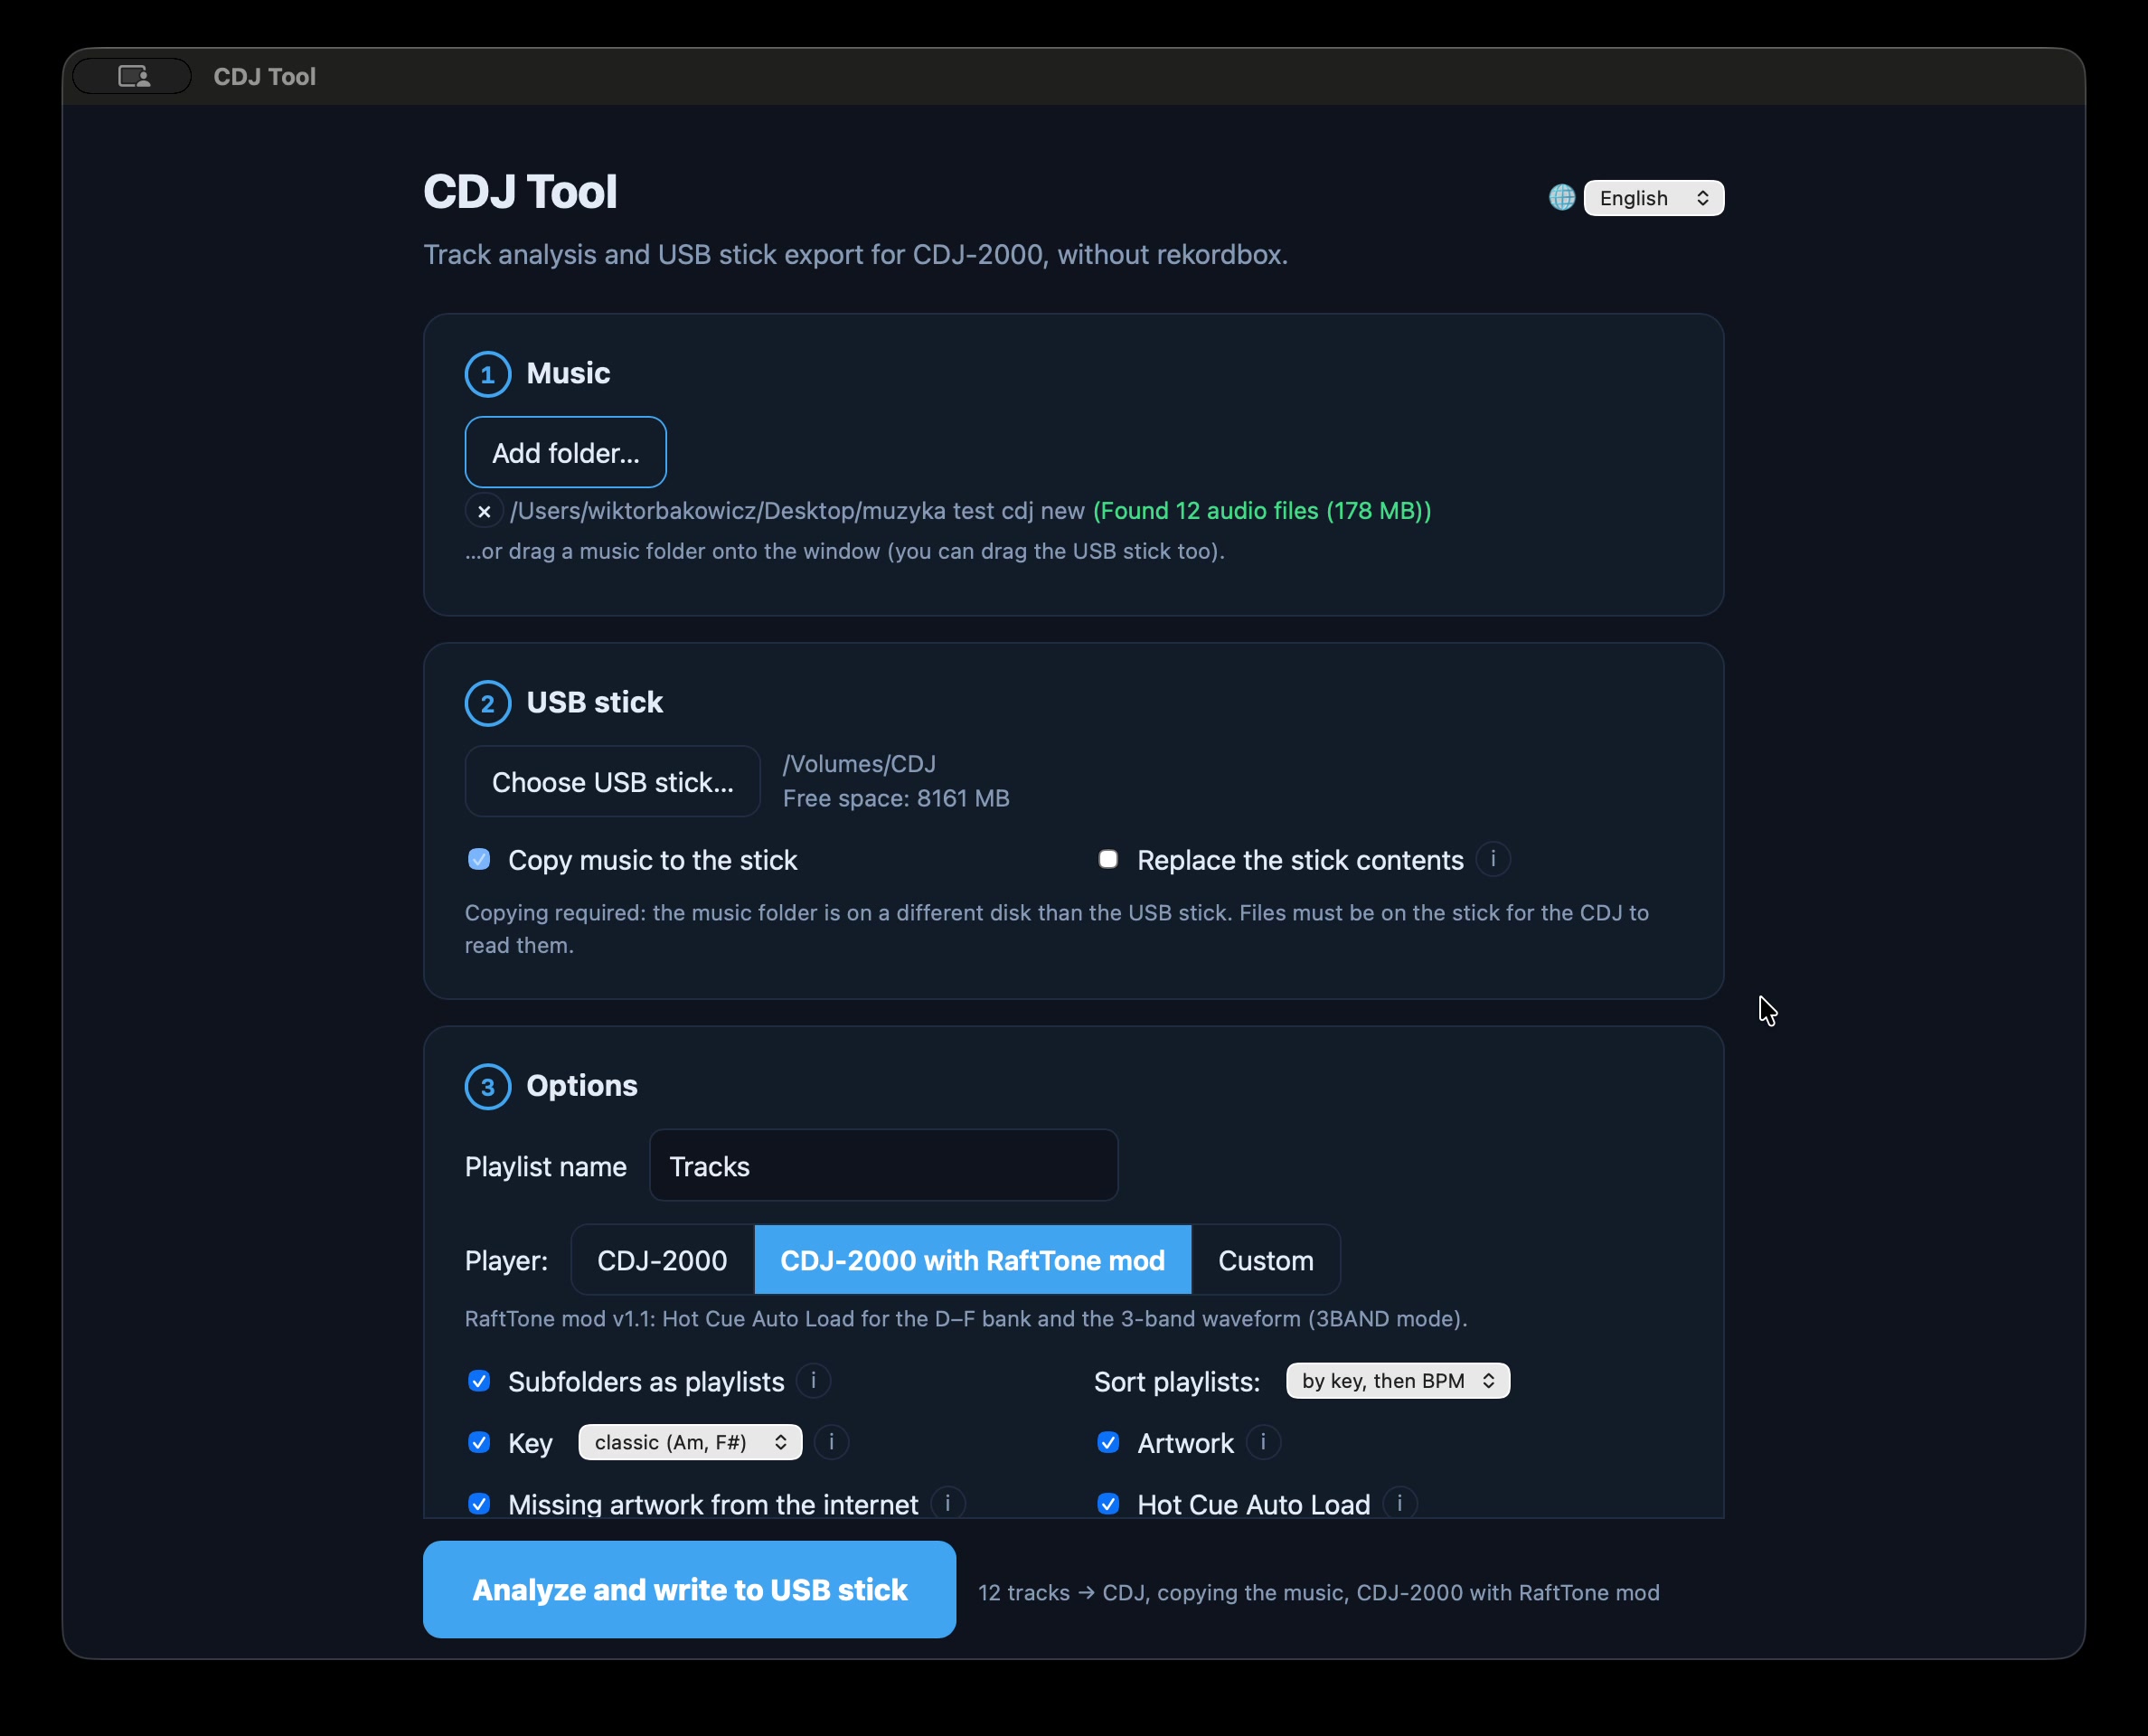 CDJ Tool
CDJ Tool
English
Track analysis and USB stick export for CDJ-2000, without rekordbox.
1 Music
Add folder...
× /Users/wiktorbakowicz/Desktop/muzyka test cdj new (Found 12 audio files (178 MB))
...or drag a music folder onto the window (you can drag the USB stick too).
2 USB stick
Choose USB stick...
/Volumes/CDJ
Free space: 8161 MB
Copy music to the stick
Replace the stick contents i
Copying required: the music folder is on a different disk than the USB stick. Files must be on the stick for the CDJ to
read them.
3 Options
Playlist name Tracks
Player: CDJ-2000 CDJ-2000 with RaftTone mod Custom
RaftTone mod v1.1: Hot Cue Auto Load for the D–F bank and the 3-band waveform (3BAND mode).
Subfolders as playlists i
Sort playlists: by key, then BPM
Key classic (Am, F#) i
Artwork i
Missing artwork from the internet i
Hot Cue Auto Load i
Analyze and write to USB stick
12 tracks → CDJ, copying the music, CDJ-2000 with RaftTone mod